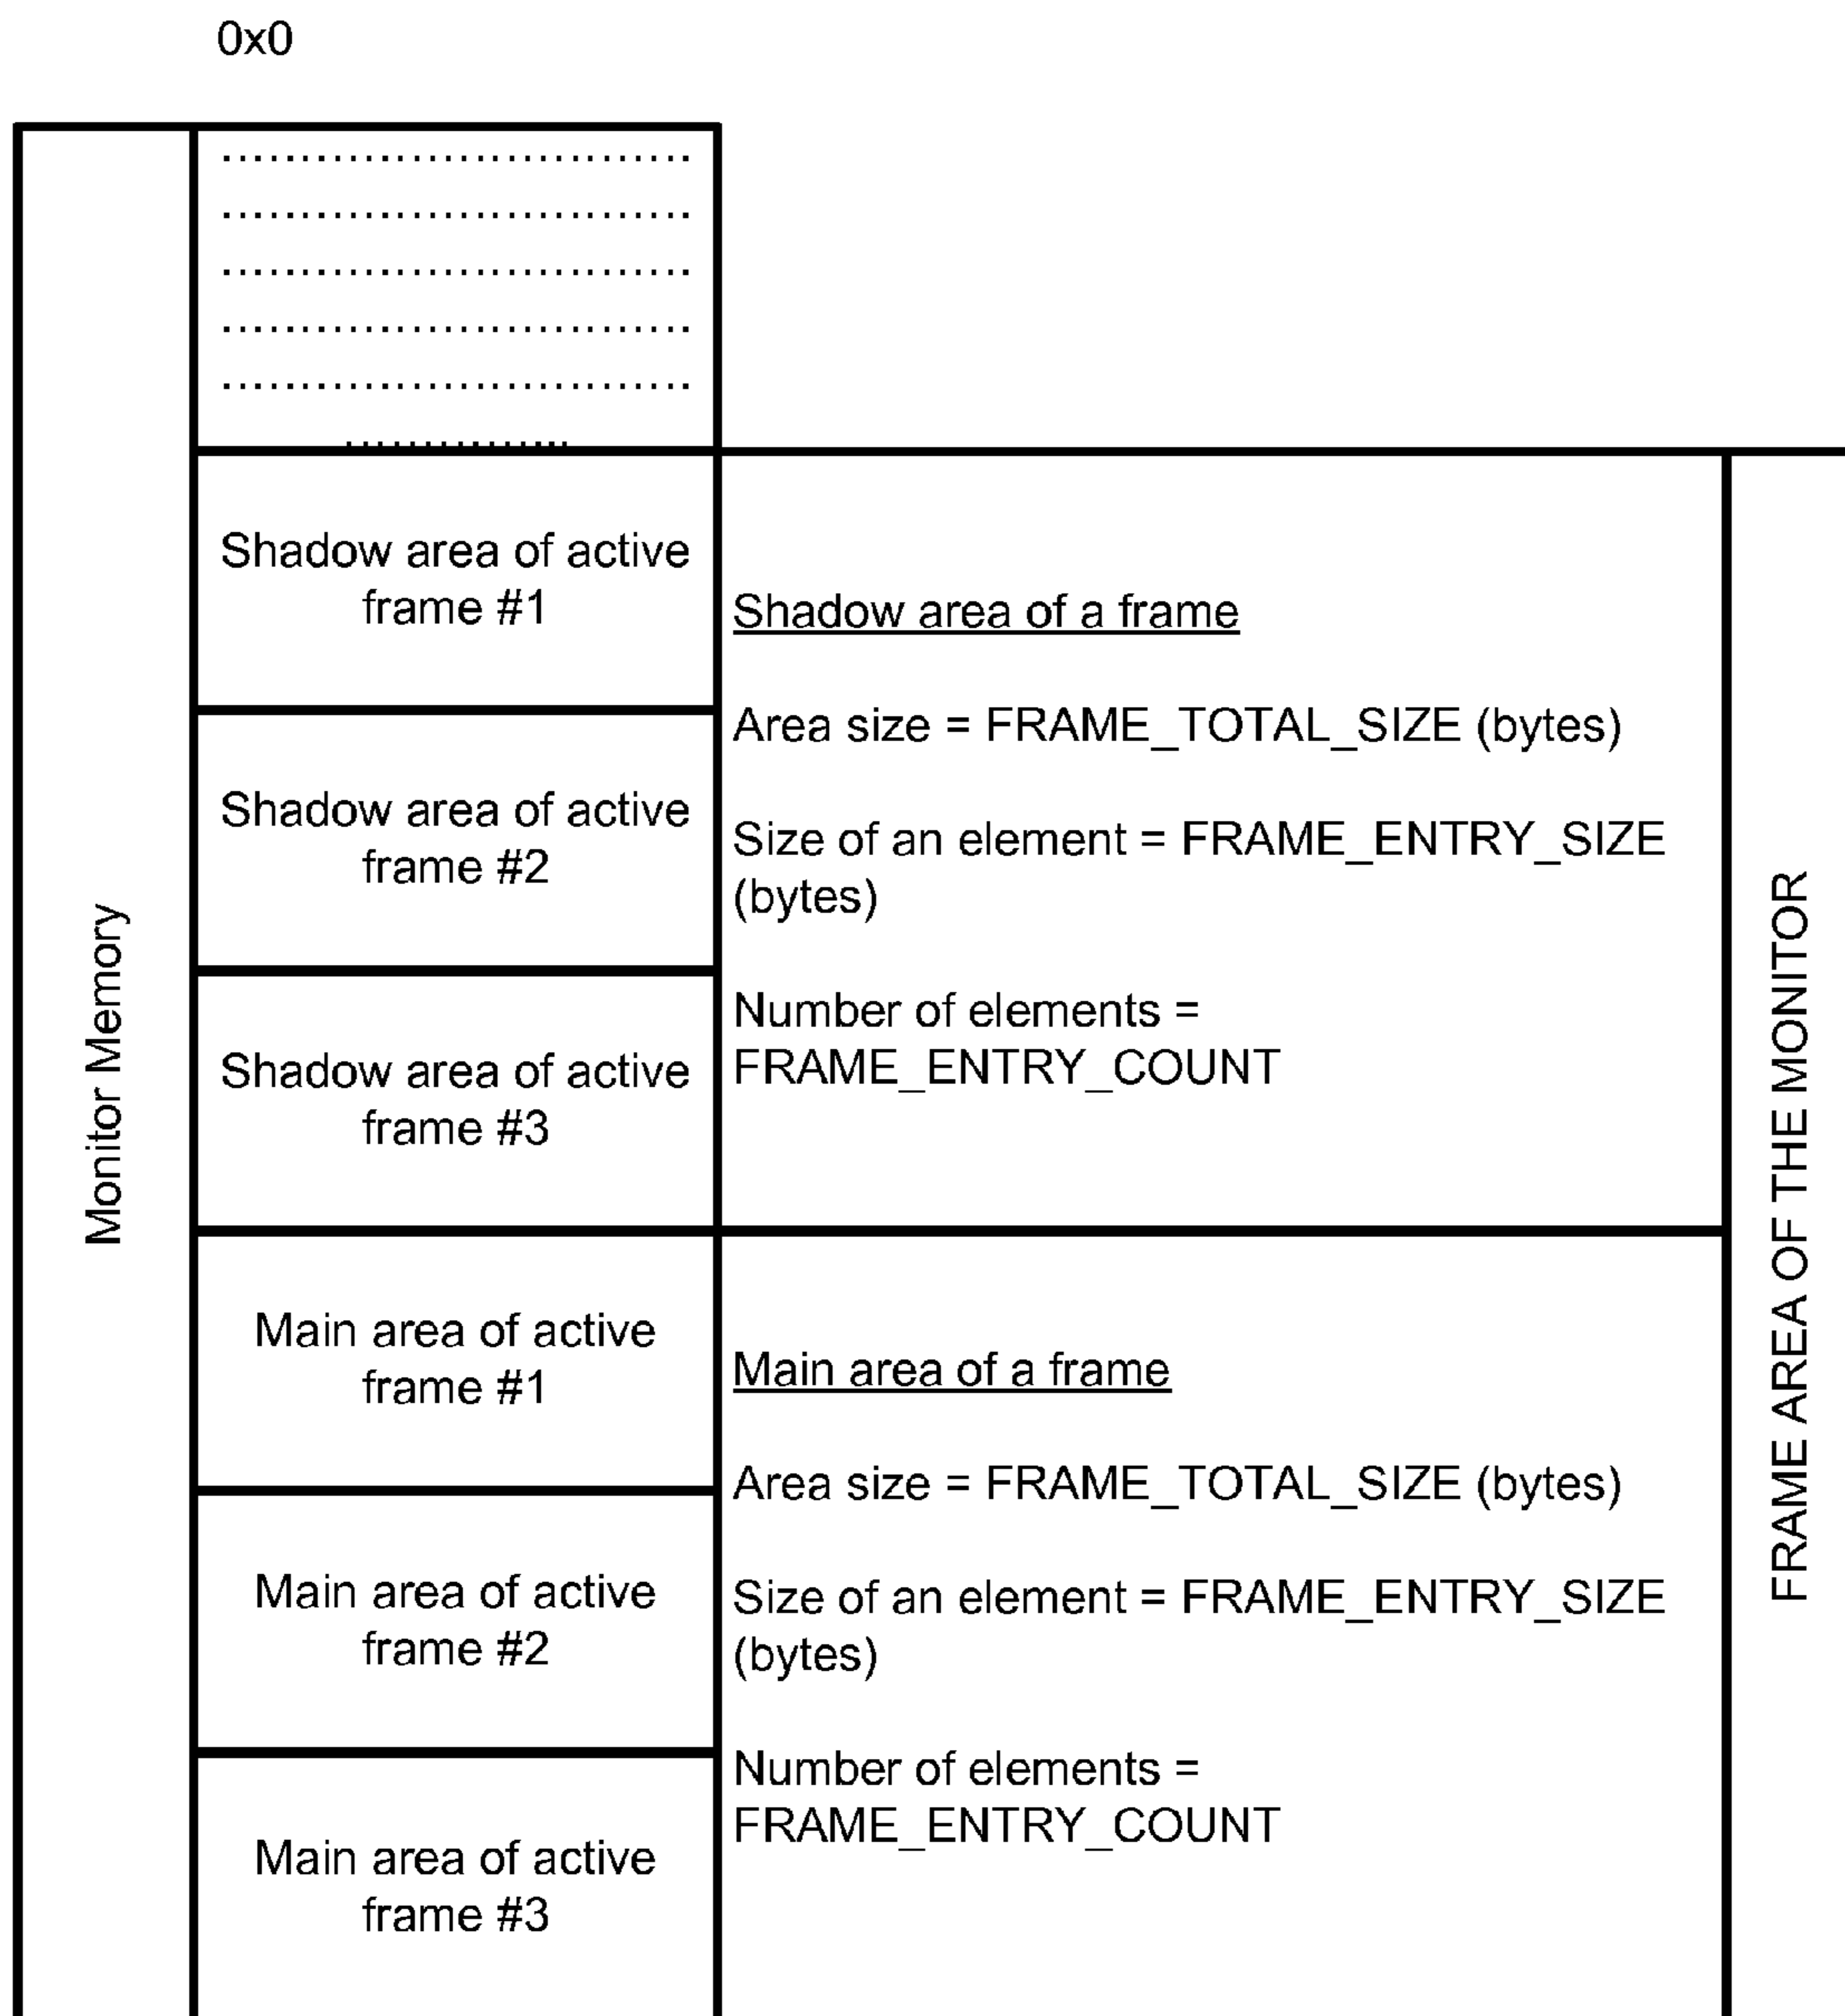 0x0
..............................
..............................
..............................
..............................
..............................
...............
Shadow area of active
frame #1
Shadow area of active
frame #2
Shadow area of active
frame #3
Main area of active
frame #1
Main area of active
frame #2
Main area of active
frame #3
Monitor Memory
Shadow area of a frame
Area size = FRAME_TOTAL_SIZE (bytes)
Size of an element = FRAME_ENTRY_SIZE
(bytes)
Number of elements =
FRAME_ENTRY_COUNT
Main area of a frame
Area size = FRAME_TOTAL_SIZE (bytes)
Size of an element = FRAME_ENTRY_SIZE
(bytes)
Number of elements =
FRAME_ENTRY_COUNT
FRAME AREA OF THE MONITOR